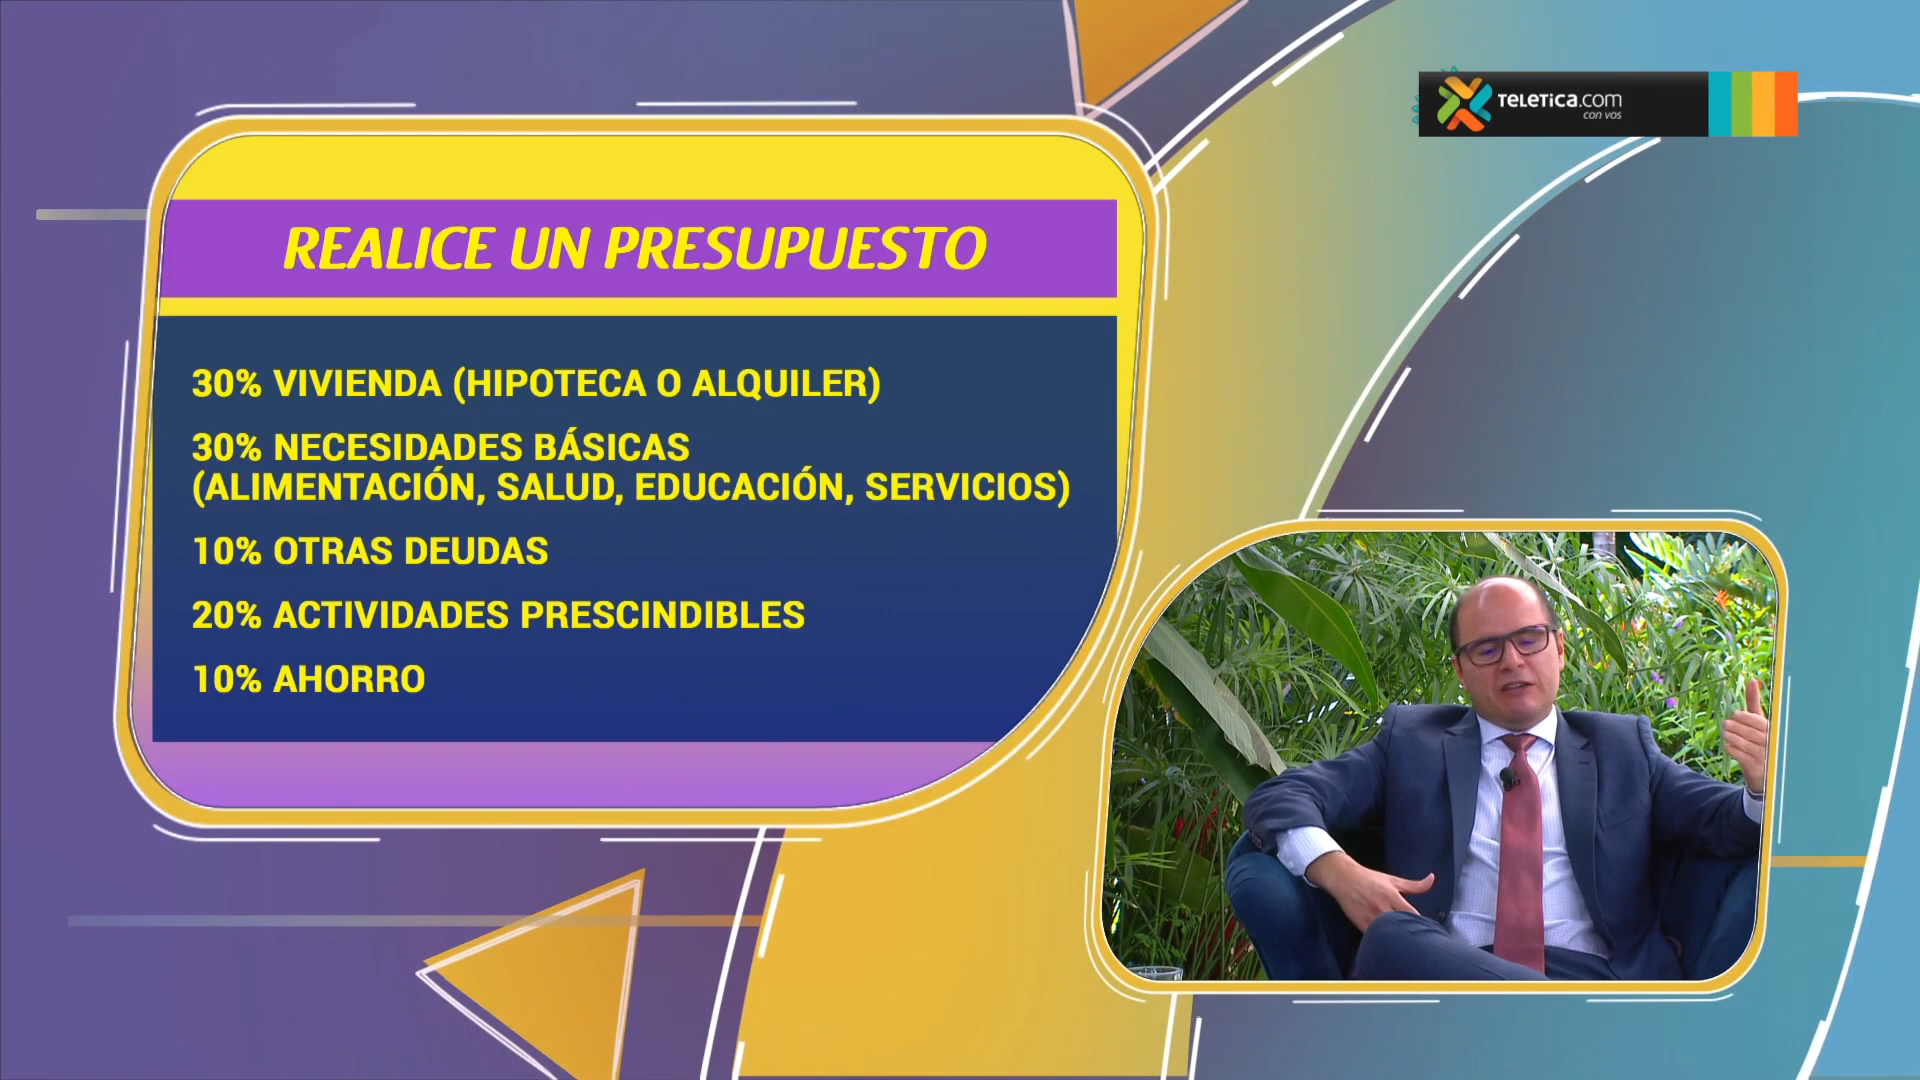 TELETICA.com
con vos
REALICE UN PRESUPUESTO
30% VIVIENDA (HIPOTECA O ALQUILER)
30% NECESIDADES BÁSICAS
(ALIMENTACIÓN, SALUD, EDUCACIÓN, SERVICIOS)
10% OTRAS DEUDAS
20% ACTIVIDADES PRESCINDIBLES
10% AHORRO